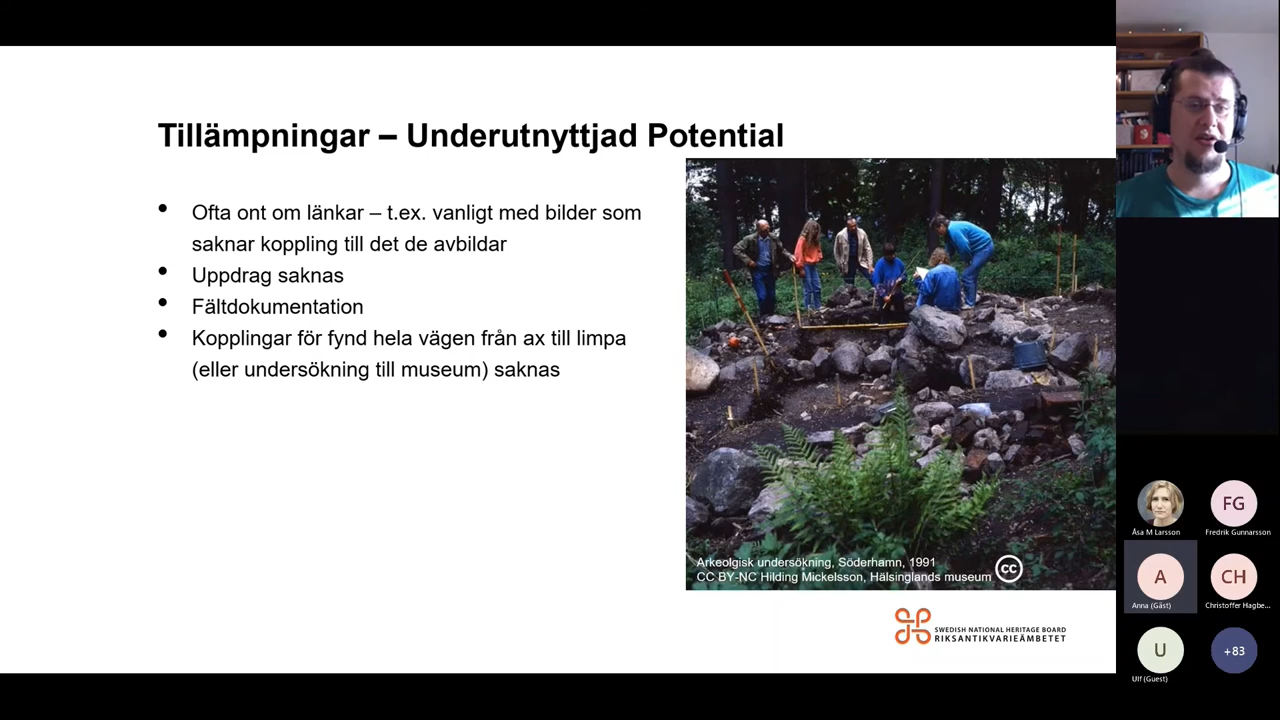 Tillämpningar – Underutnyttjad Potential
• Ofta ont om länkar – t.ex. vanligt med bilder som
saknar koppling till det de avbildar
• Uppdrag saknas
• Fältdokumentation
• Kopplingar för fynd hela vägen från ax till limpa
(eller undersökning till museum) saknas
Arkeolgisk undersökning, Söderhamn, 1991
CC BY-NC Hilding Mickelsson, Hälsinglands museum
cc
SWEDISH NATIONAL HERITAGE BOARD
RIKSANTIKVARIEÄMBETET
Åsa M Larsson
FG
Fredrik Gunnarsson
A
Anna (Gäst)
CH
Christoffer Hagbe...
U
Ulf (Guest)
+83